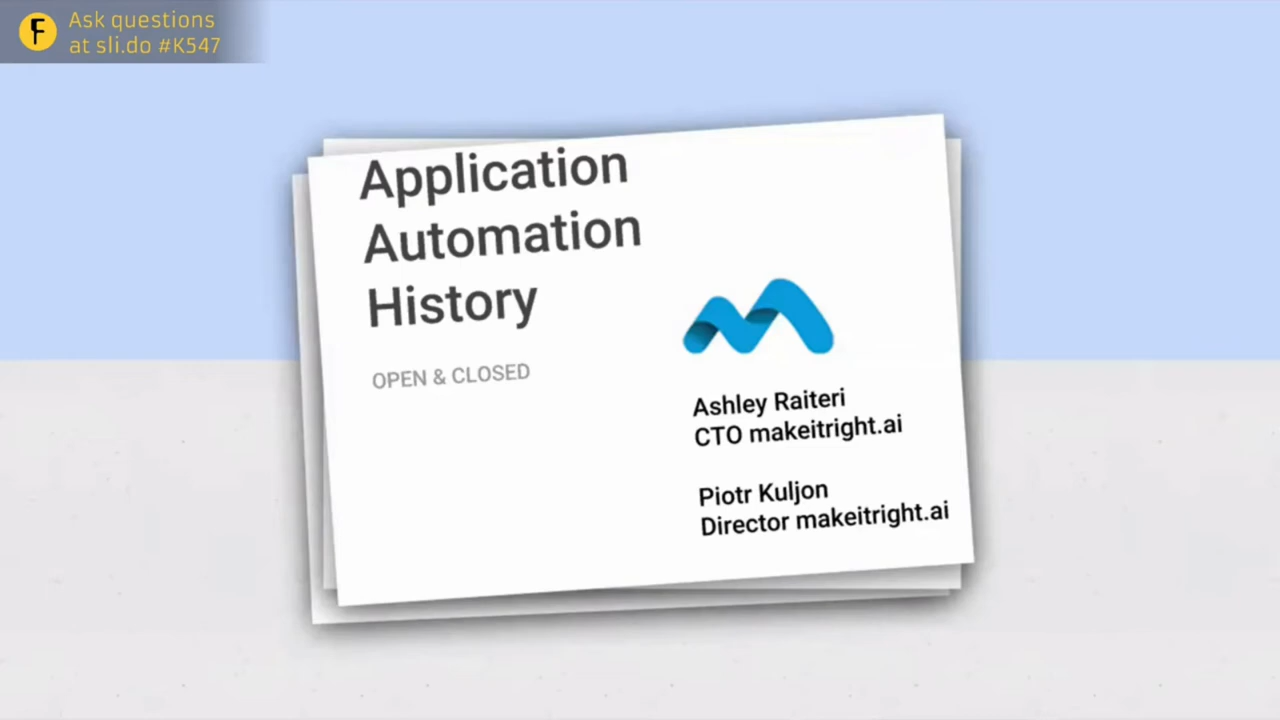 F
Ask questions
at sli.do #K547
Application
Automation
History
OPEN & CLOSED
Ashley Raiteri
CTO makeitright.ai
Piotr Kuljon
Director makeitright.ai